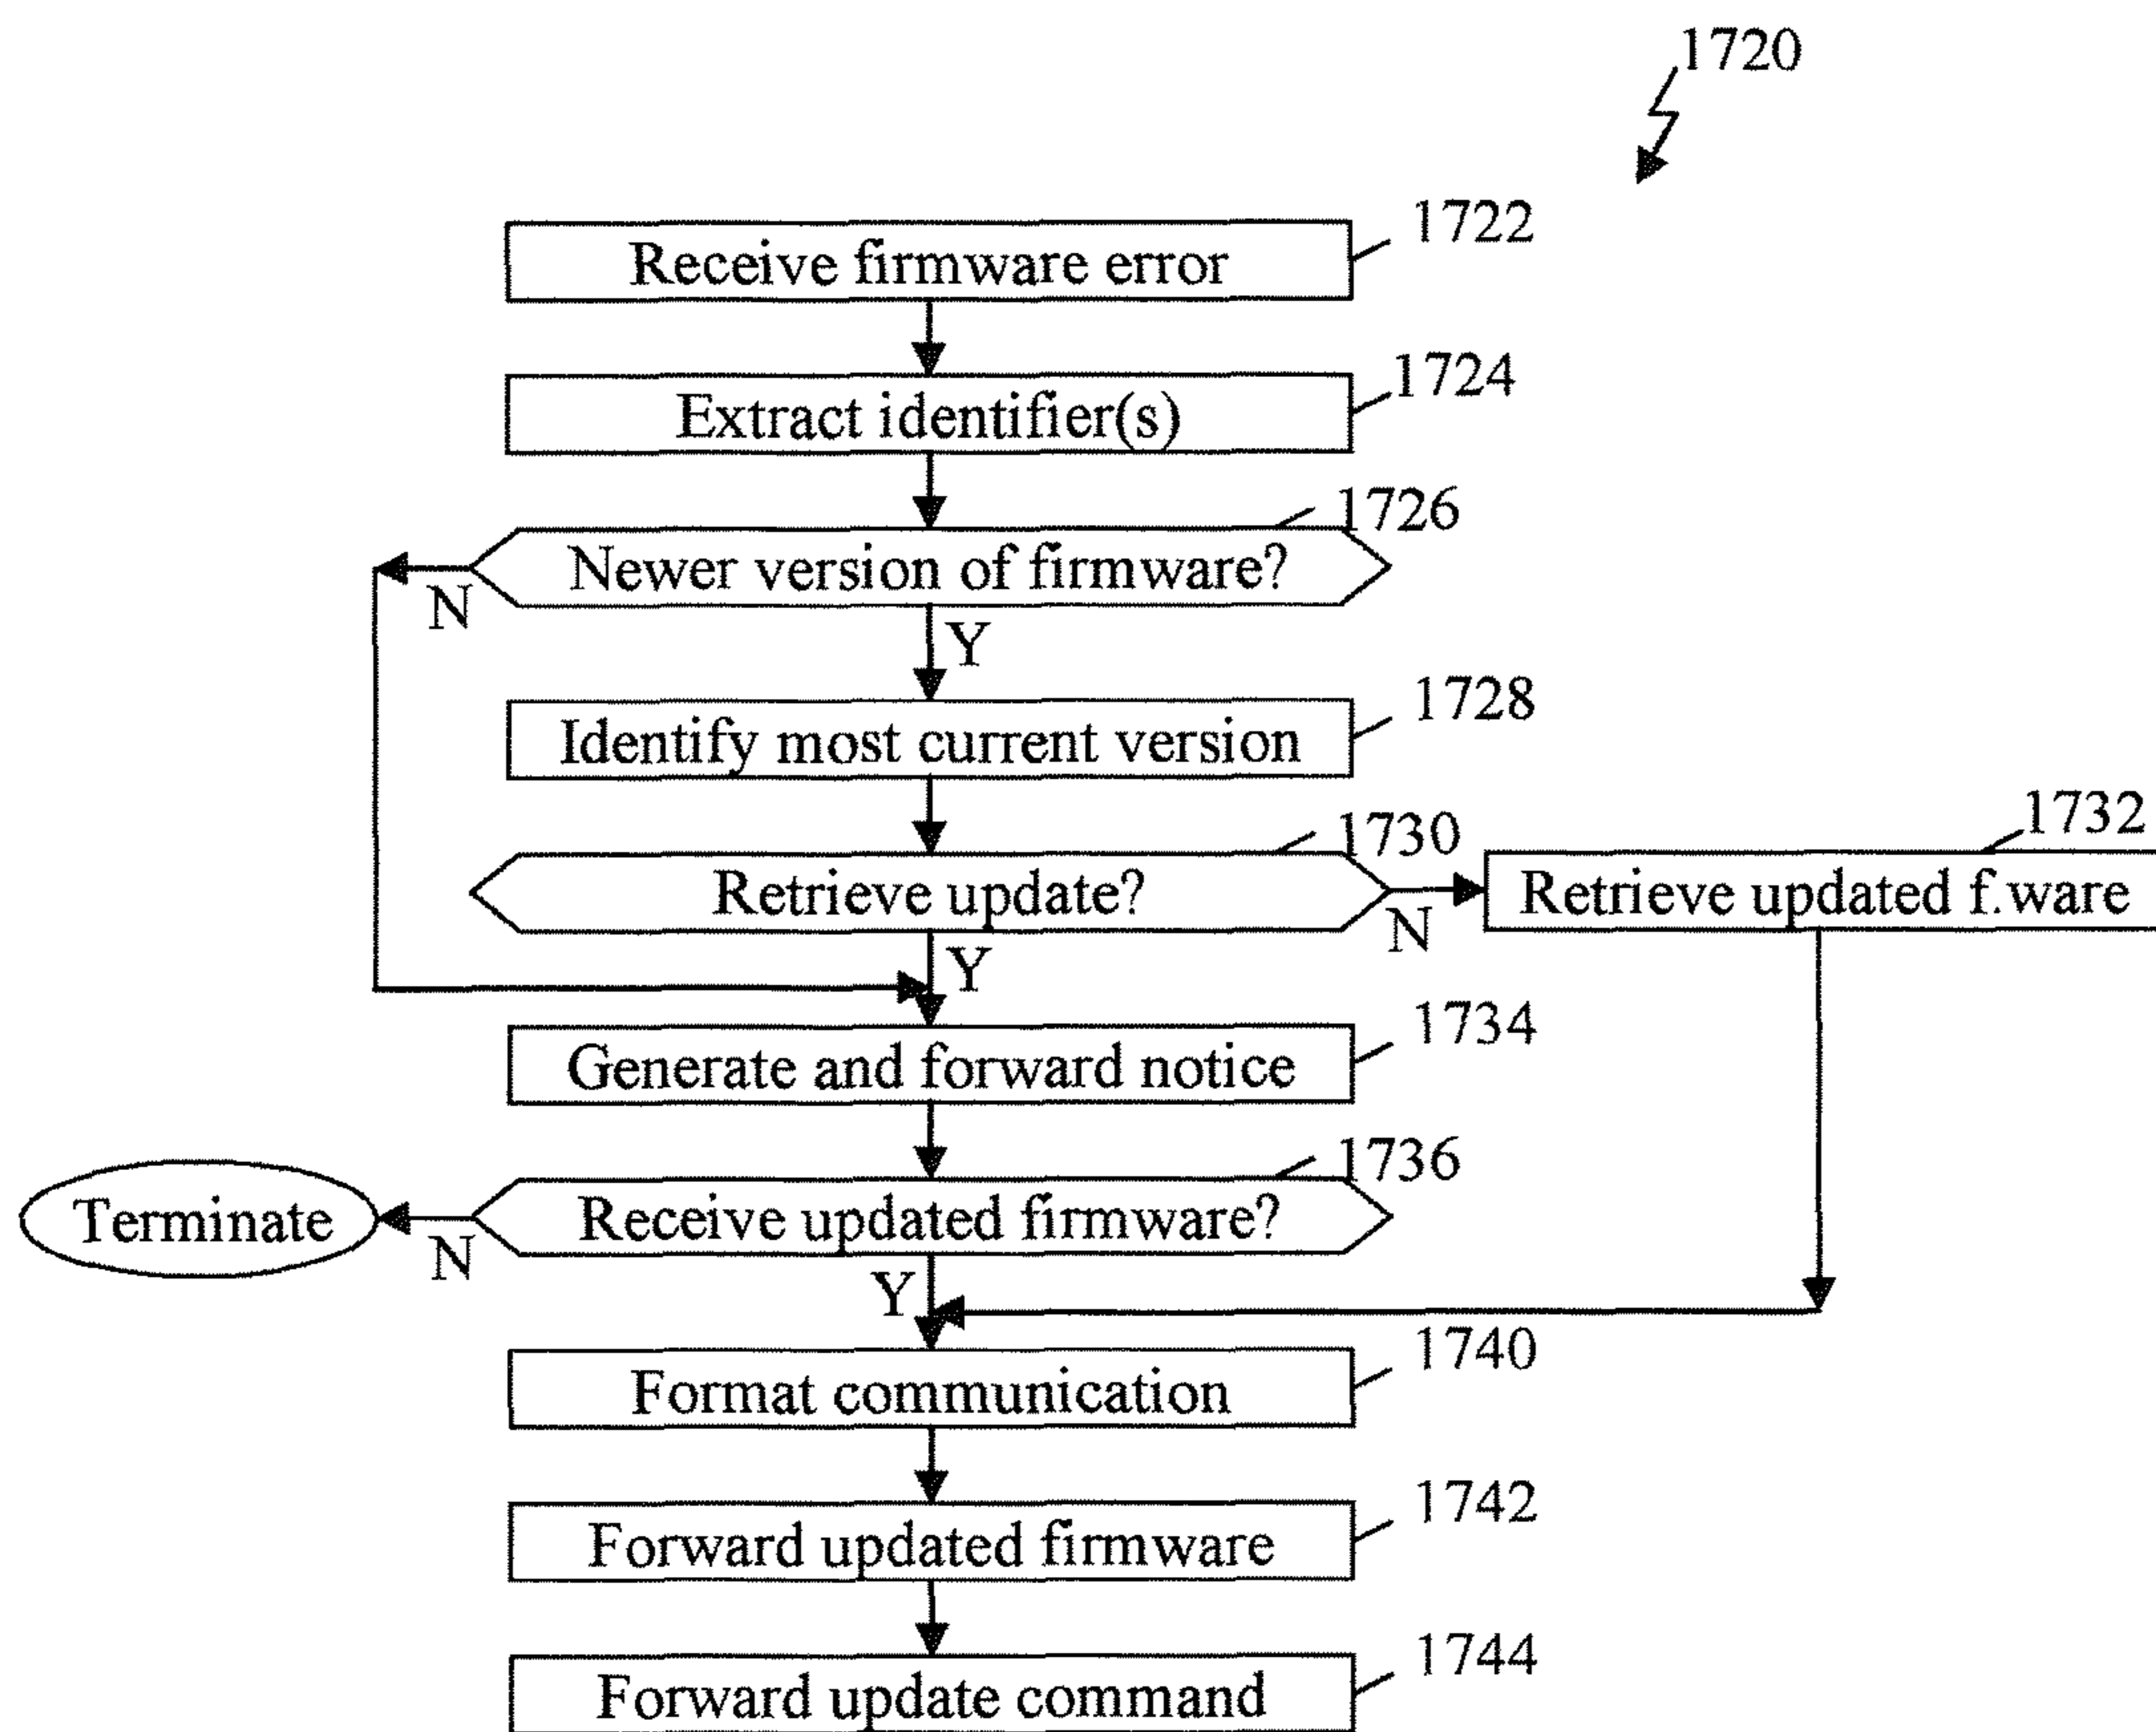 1720
Receive firmware error
1722
Extract identifier(s)
1724
1726
Newer version of firmware?
N
Y
Identify most current version
1728
1730
1732
Retrieve update?
Retrieve updated f.ware
N
Y
Generate and forward notice
1734
1736
Terminate
Receive updated firmware?
N
Y
Format communication
1740
Forward updated firmware
1742
Forward update command
1744